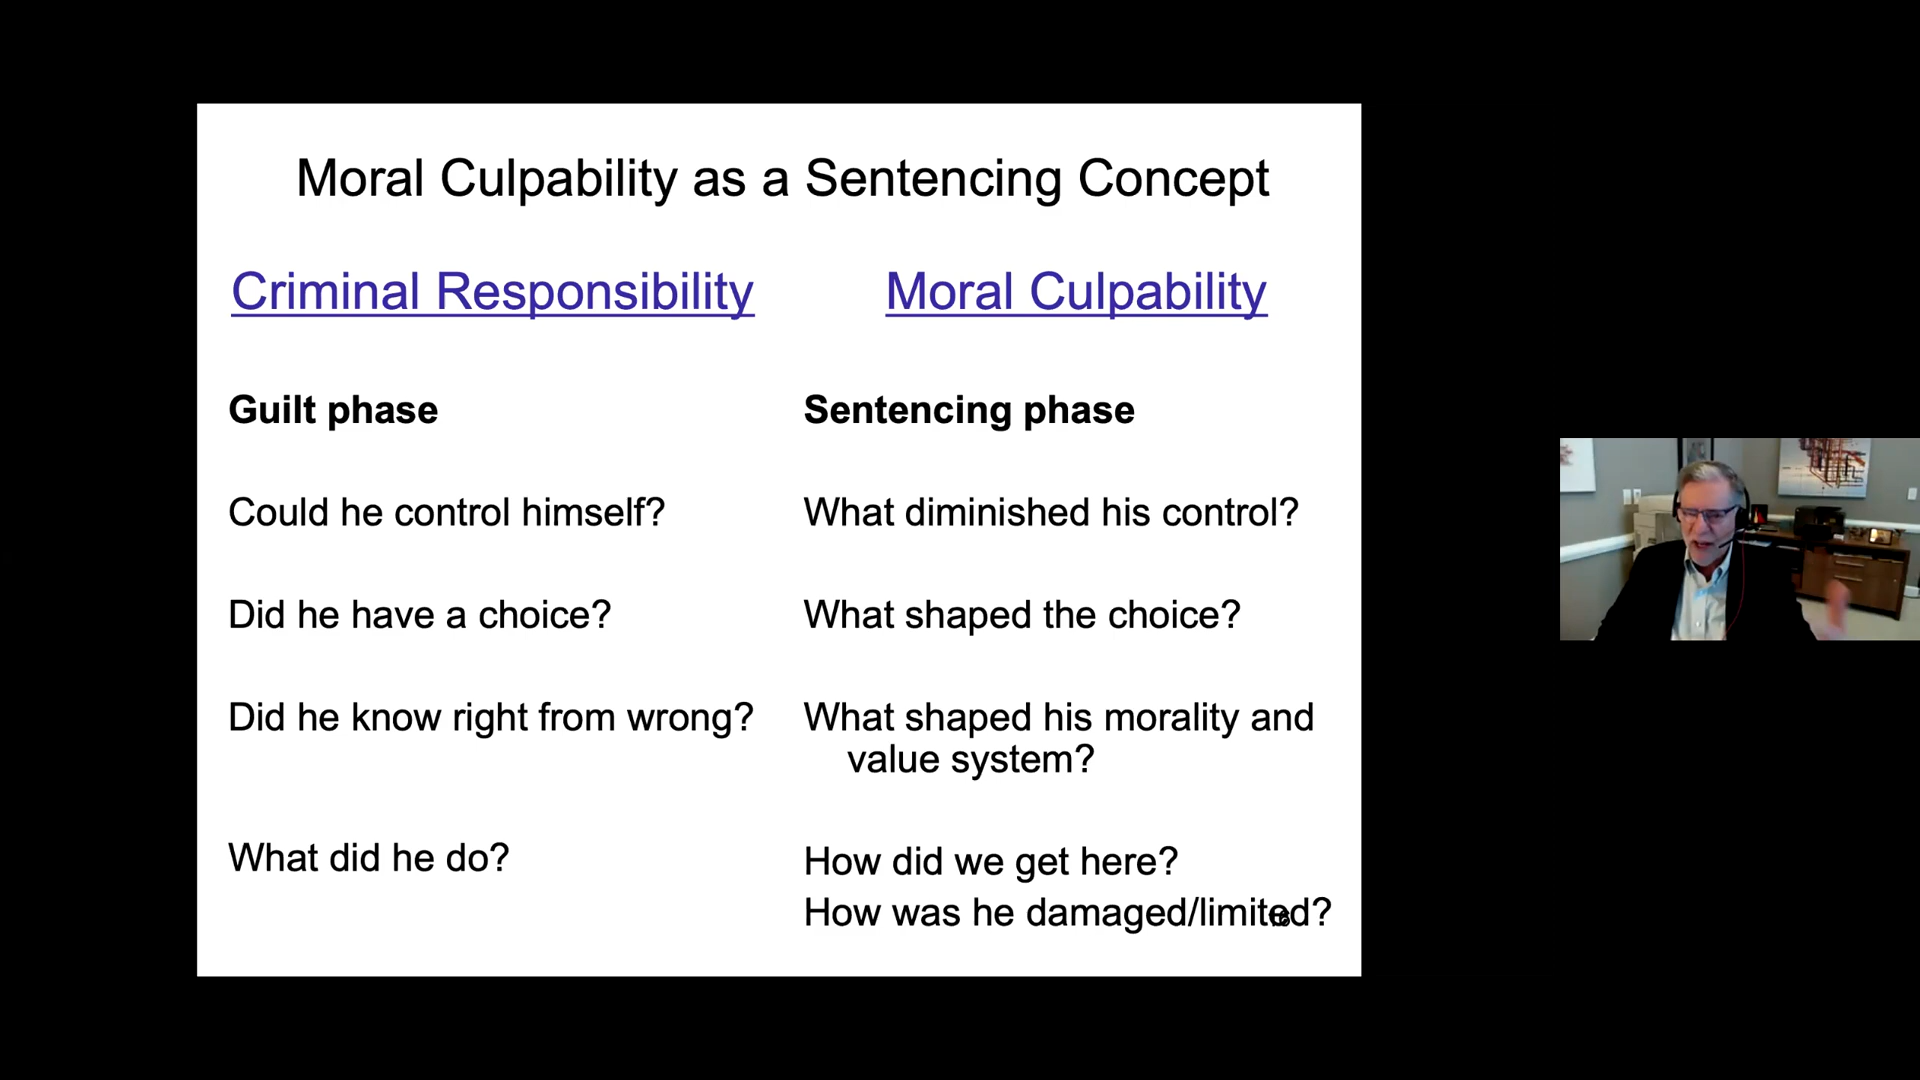 Moral Culpability as a Sentencing Concept
Criminal Responsibility
Moral Culpability
Guilt phase
Sentencing phase
Could he control himself?
What diminished his control?
Did he have a choice?
What shaped the choice?
Did he know right from wrong?
What shaped his morality and
value system?
What did he do?
How did we get here?
How was he damaged/limited?